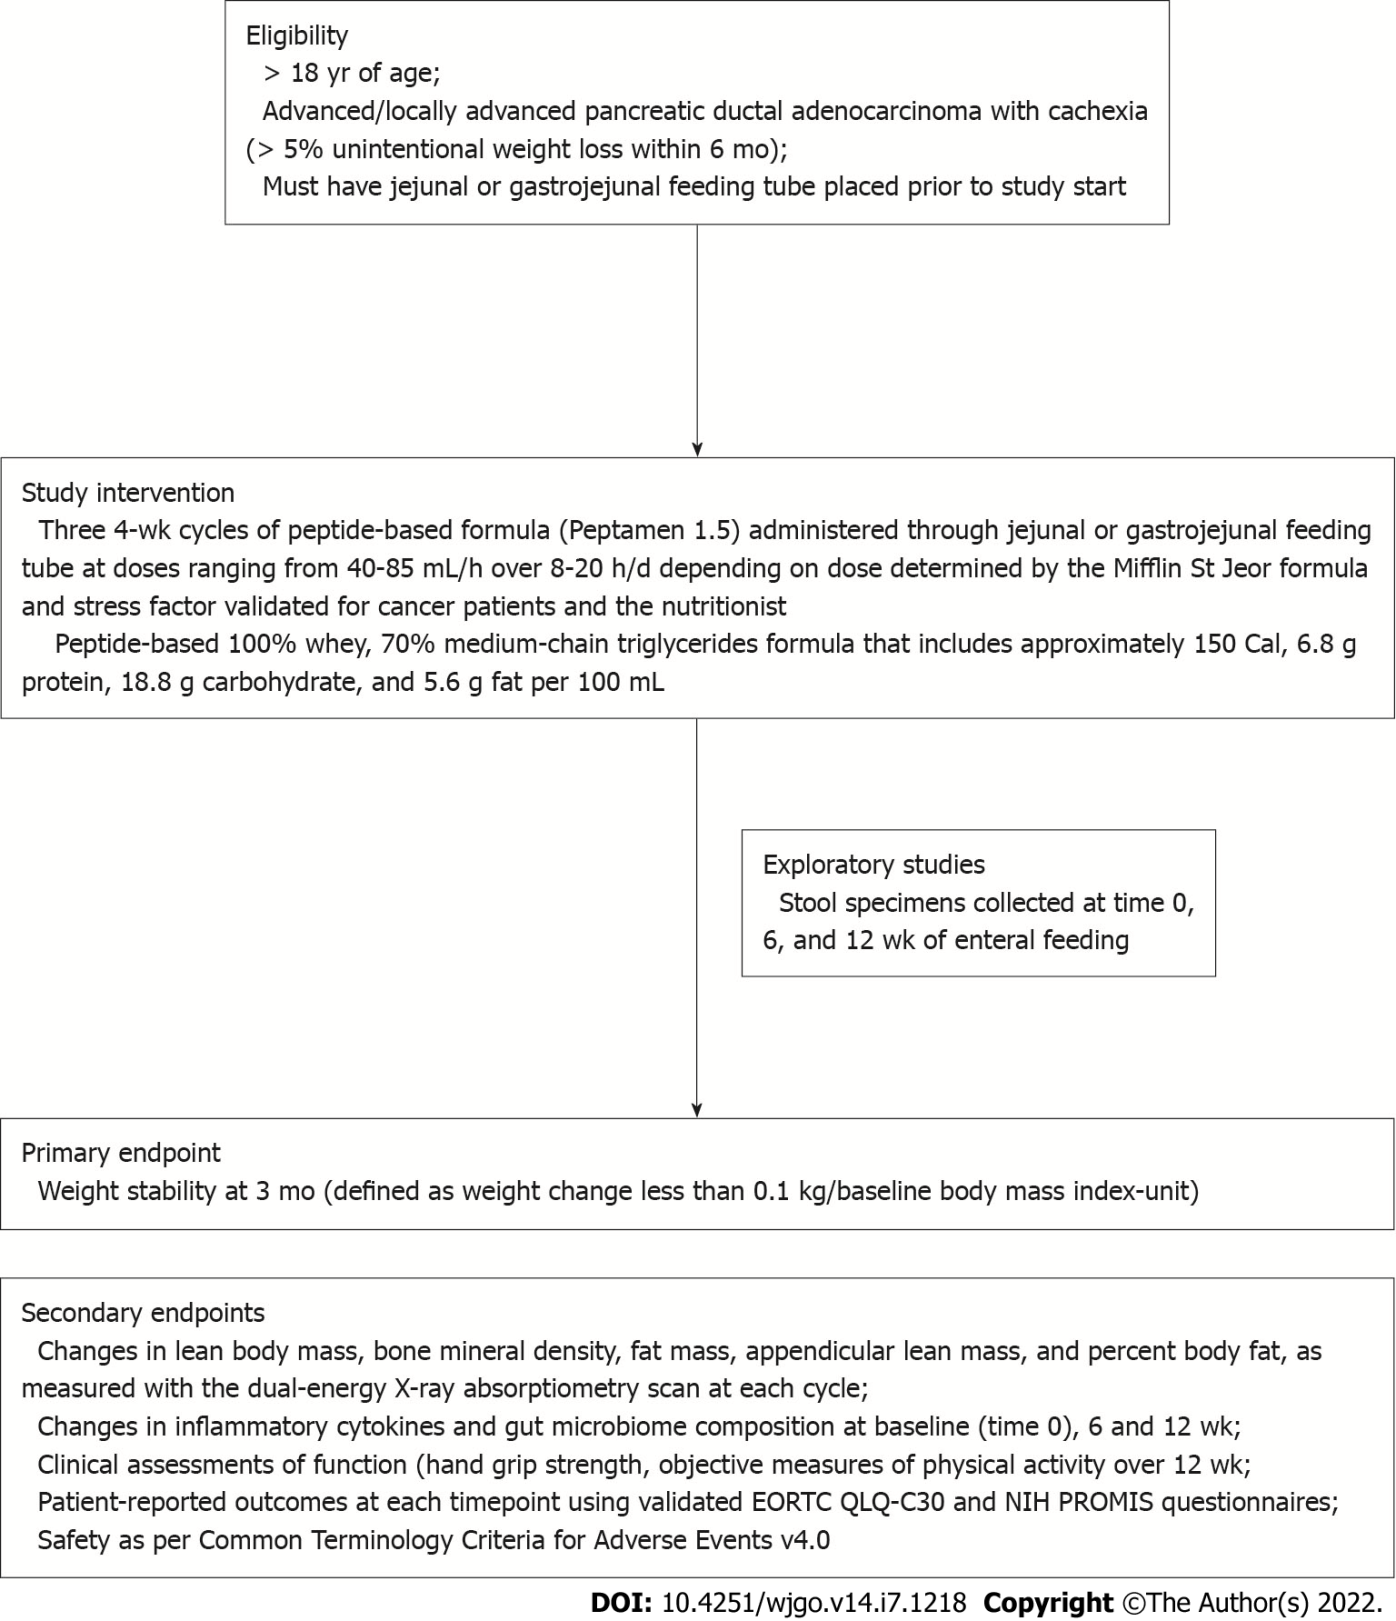 Eligibility
> 18 yr of age;
Advanced/locally advanced pancreatic ductal adenocarcinoma with cachexia
(> 5% unintentional weight loss within 6 mo);
Must have jejunal or gastrojejunal feeding tube placed prior to study start
Study intervention
Three 4-wk cycles of peptide-based formula (Peptamen 1.5) administered through jejunal or gastrojejunal feeding
tube at doses ranging from 40-85 mL/h over 8-20 h/d depending on dose determined by the Mifflin St Jeor formula
and stress factor validated for cancer patients and the nutritionist
Peptide-based 100% whey, 70% medium-chain triglycerides formula that includes approximately 150 Cal, 6.8 g
protein, 18.8 g carbohydrate, and 5.6 g fat per 100 mL
Exploratory studies
Stool specimens collected at time 0,
6, and 12 wk of enteral feeding
Primary endpoint
Weight stability at 3 mo (defined as weight change less than 0.1 kg/baseline body mass index-unit)
Secondary endpoints
Changes in lean body mass, bone mineral density, fat mass, appendicular lean mass, and percent body fat, as
measured with the dual-energy X-ray absorptiometry scan at each cycle;
Changes in inflammatory cytokines and gut microbiome composition at baseline (time 0), 6 and 12 wk;
Clinical assessments of function (hand grip strength, objective measures of physical activity over 12 wk;
Patient-reported outcomes at each timepoint using validated EORTC QLQ-C30 and NIH PROMIS questionnaires;
Safety as per Common Terminology Criteria for Adverse Events v4.0
DOI: 10.4251/wjgo.v14.i7.1218 Copyright ©The Author(s) 2022.